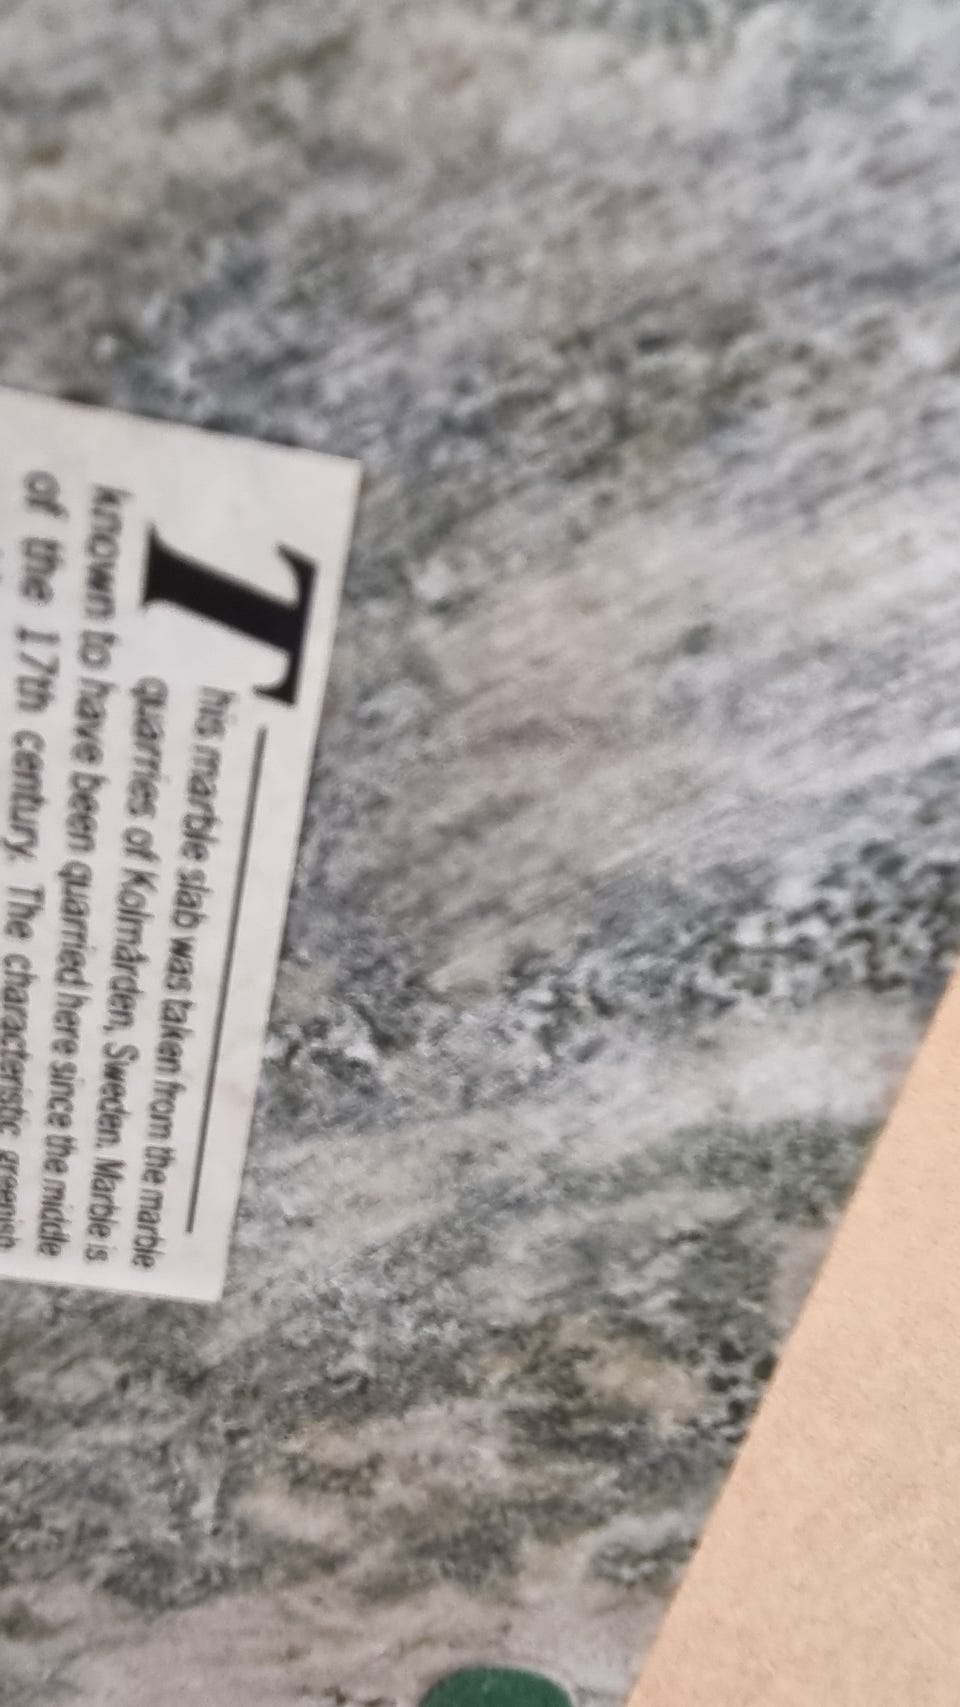 This marble slab was taken from the marble
quarries of Kolmården, Sweden. Marble is
known to have been quarried here since the middle
of the 17th century. The characteristic greenish